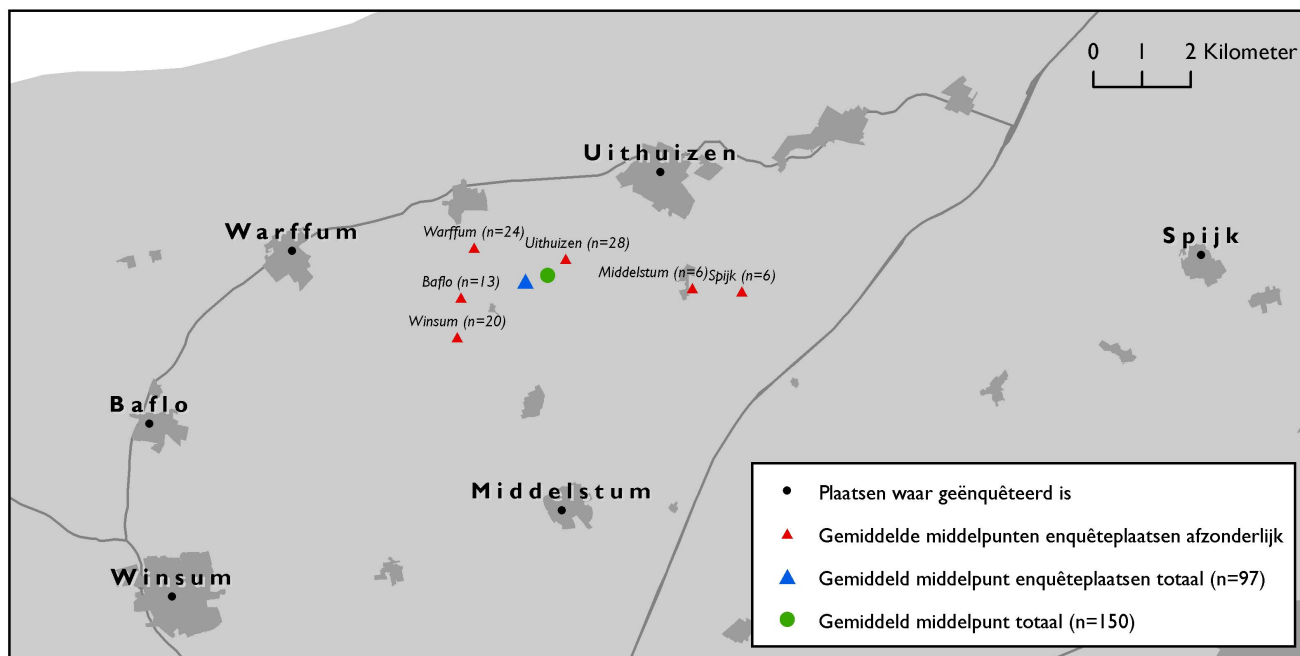 0 1 2 Kilometer
Uithuizen
Warffum
Spijk
Warffum (n=24)
Uithuizen (n=28)
Middelstum (n=6)
Spijk (n=6)
Baflo (n=13)
Winsum (n=20)
Baflo
Middelstum
Winsum
Plaatsen waar geënquêteerd is
Gemiddelde middelpunten enquêteplaatsen afzonderlijk
Gemiddeld middelpunt enquêteplaatsen totaal (n=97)
Gemiddeld middelpunt totaal (n=150)